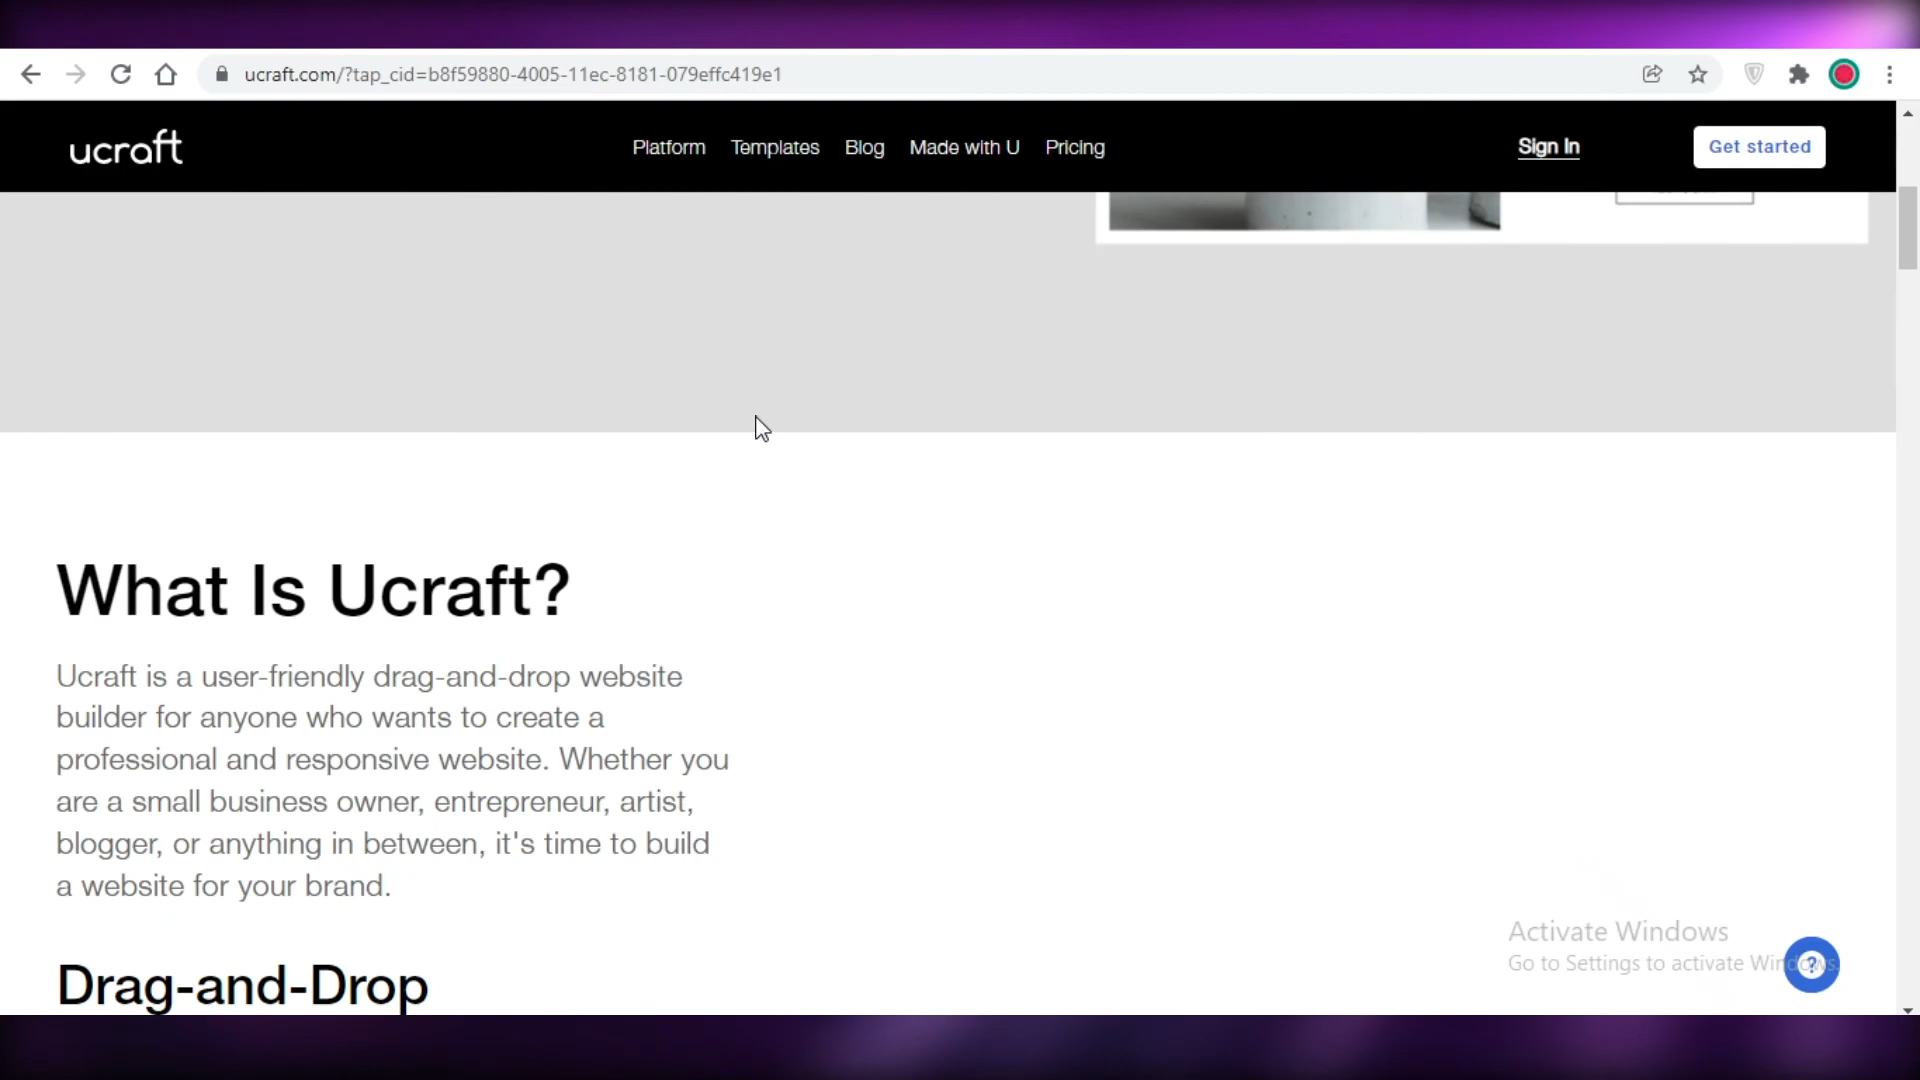 ucraft.com/?tap_cid=b8f59880-4005-11ec-8181-079effc419e1
ucraft
Platform Templates Blog Made with U Pricing Sign In Get started
What Is Ucraft?
Ucraft is a user-friendly drag-and-drop website
builder for anyone who wants to create a
professional and responsive website. Whether you
are a small business owner, entrepreneur, artist,
blogger, or anything in between, it's time to build
a website for your brand.
Drag-and-Drop
Activate Windows
Go to Settings to activate Windows.
?